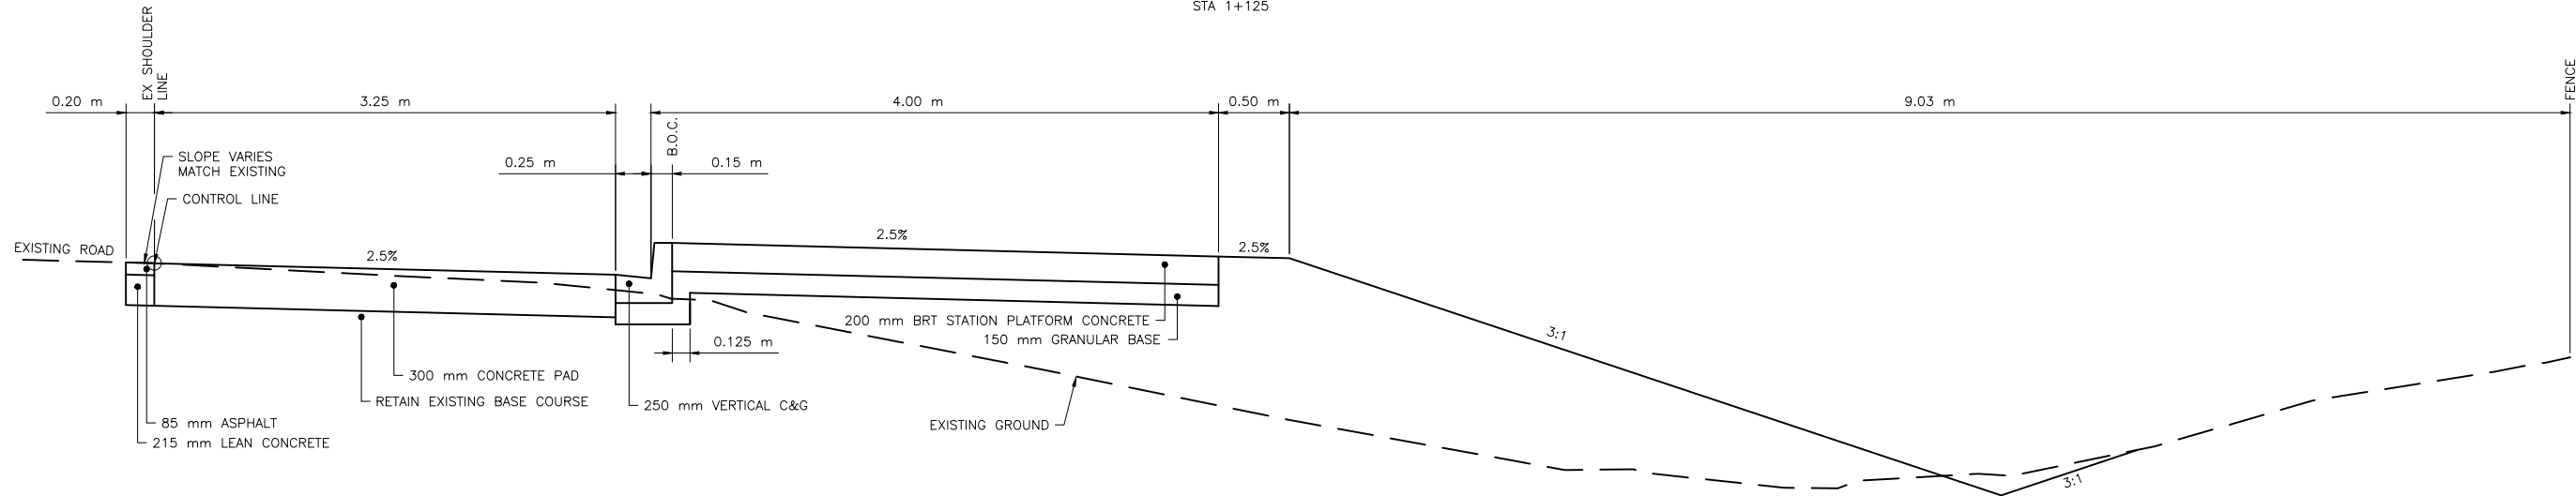 STA 1+125
EX SHOULDER
LINE
FENCE
0.20 m
3.25 m
4.00 m
0.50 m
9.03 m
B.O.C.
0.25 m
0.15 m
SLOPE VARIES
MATCH EXISTING
CONTROL LINE
EXISTING ROAD
2.5%
2.5%
2.5%
200 mm BRT STATION PLATFORM CONCRETE
150 mm GRANULAR BASE
3:1
0.125 m
300 mm CONCRETE PAD
RETAIN EXISTING BASE COURSE
250 mm VERTICAL C&G
85 mm ASPHALT
215 mm LEAN CONCRETE
EXISTING GROUND
3:1